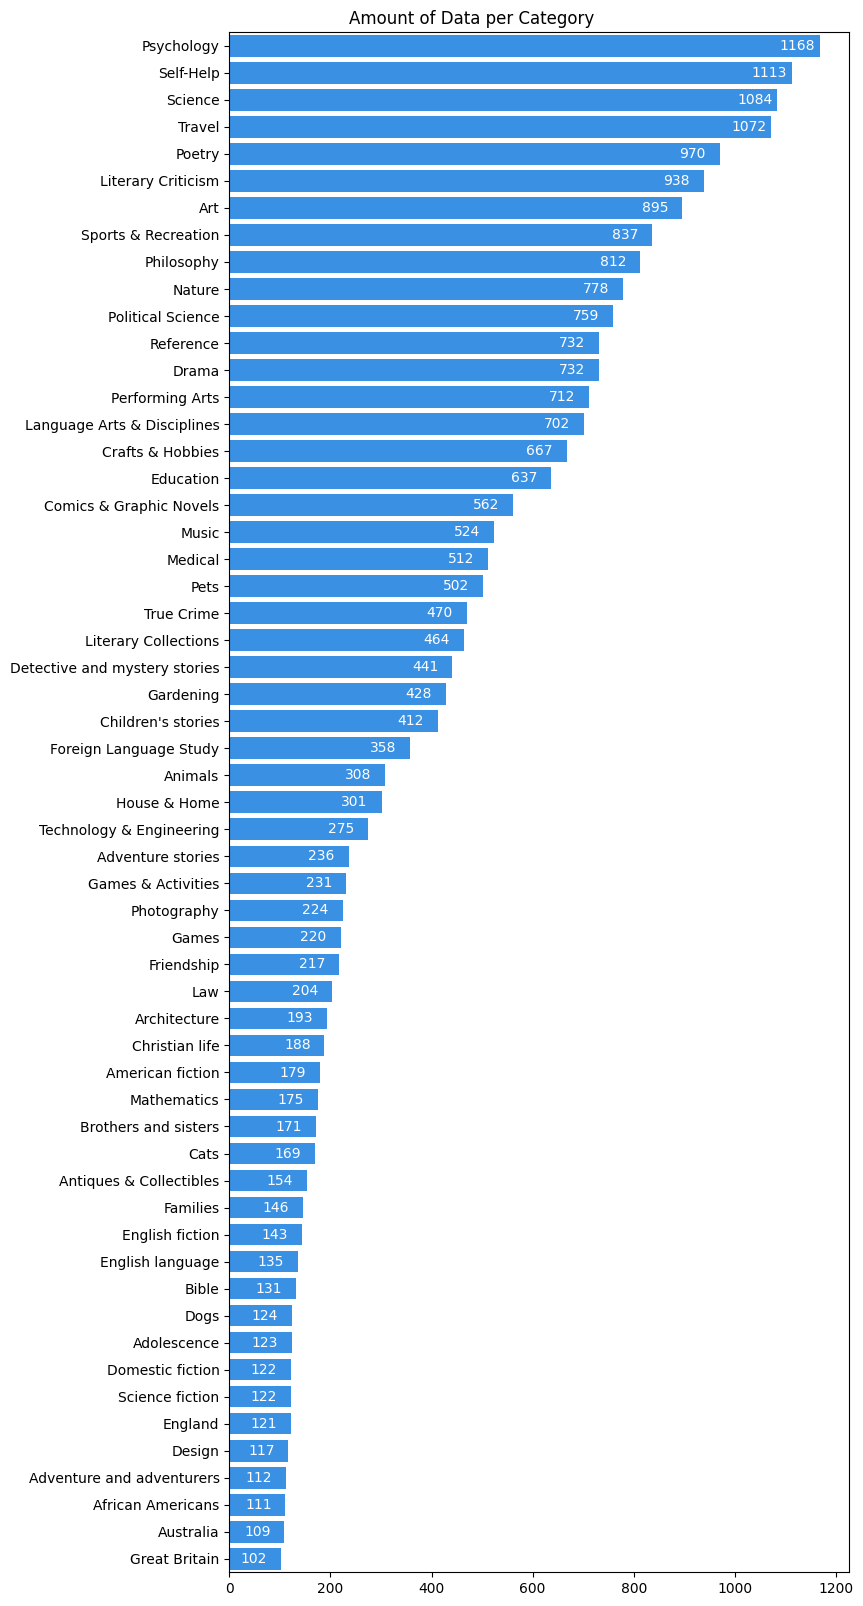 Amount of Data per Category
Psychology 1168
Self-Help 1113
Science 1084
Travel 1072
Poetry 970
Literary Criticism 938
Art 895
Sports & Recreation 837
Philosophy 812
Nature 778
Political Science 759
Reference 732
Drama 732
Performing Arts 712
Language Arts & Disciplines 702
Crafts & Hobbies 667
Education 637
Comics & Graphic Novels 562
Music 524
Medical 512
Pets 502
True Crime 470
Literary Collections 464
Detective and mystery stories 441
Gardening 428
Children's stories 412
Foreign Language Study 358
Animals 308
House & Home 301
Technology & Engineering 275
Adventure stories 236
Games & Activities 231
Photography 224
Games 220
Friendship 217
Law 204
Architecture 193
Christian life 188
American fiction 179
Mathematics 175
Brothers and sisters 171
Cats 169
Antiques & Collectibles 154
Families 146
English fiction 143
English language 135
Bible 131
Dogs 124
Adolescence 123
Domestic fiction 122
Science fiction 122
England 121
Design 117
Adventure and adventurers 112
African Americans 111
Australia 109
Great Britain 102
0 200 400 600 800 1000 1200